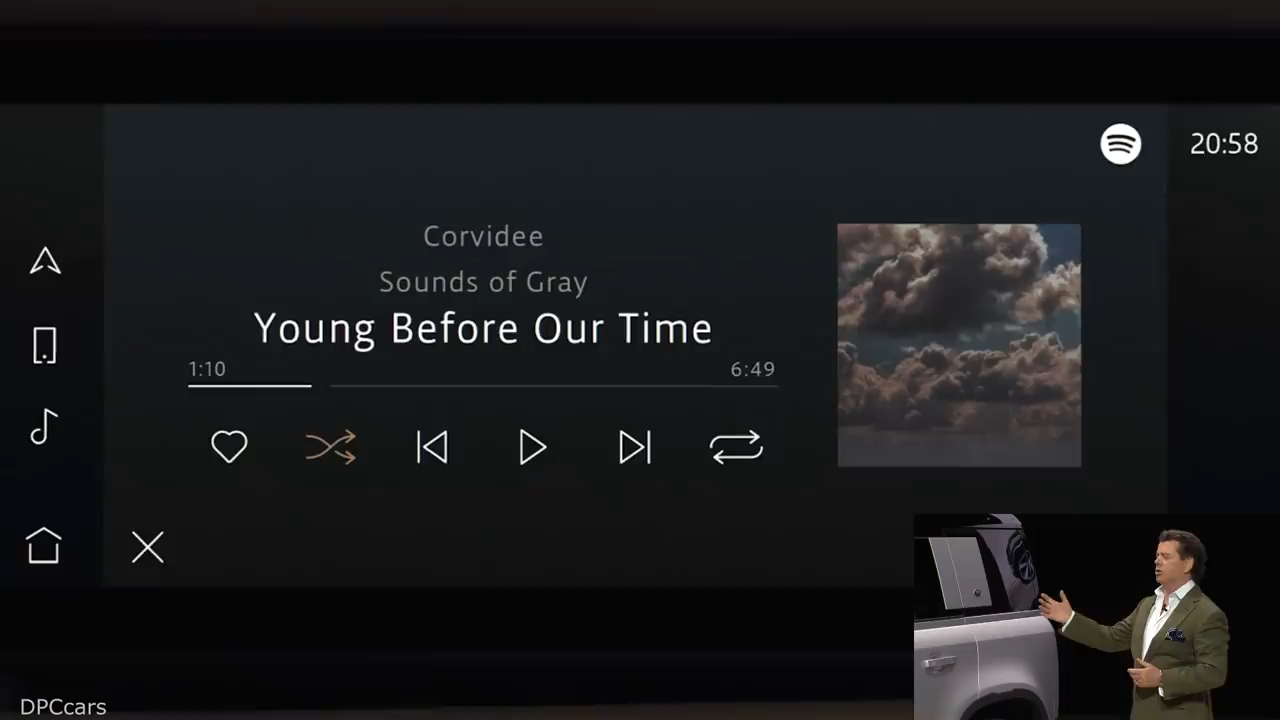 20:58
Corvidee
Sounds of Gray
Young Before Our Time
1:10
6:49
DPCcars